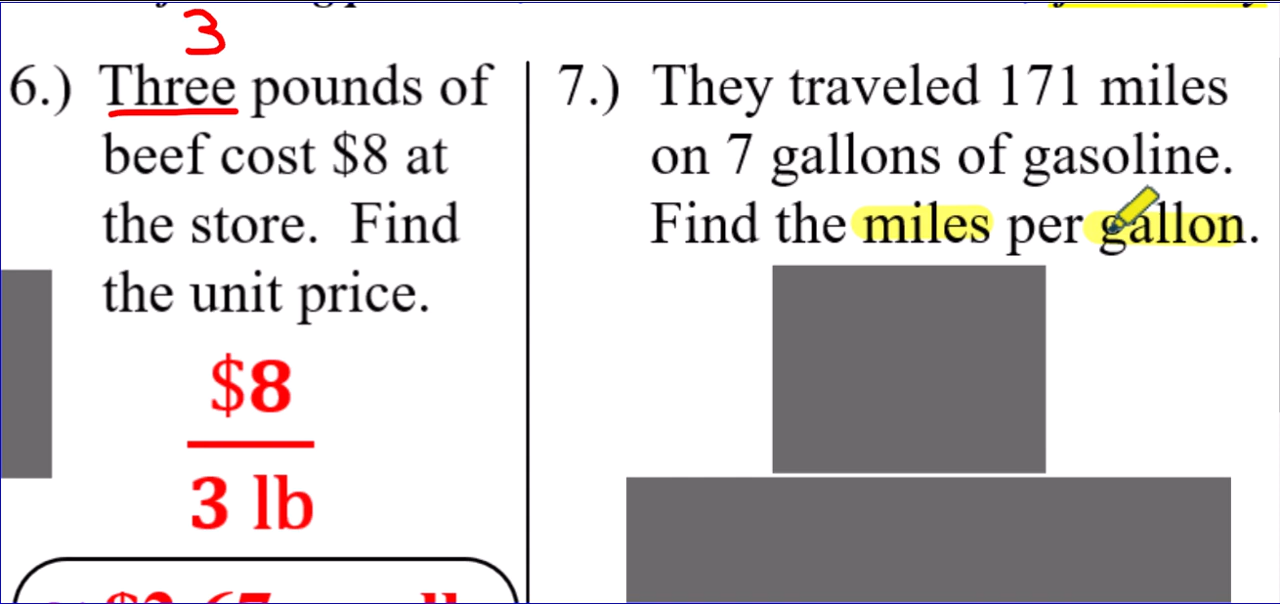 3
6.) Three pounds of
beef cost $8 at
the store. Find
the unit price.
$8
3 lb
7.) They traveled 171 miles
on 7 gallons of gasoline.
Find the miles per gallon.